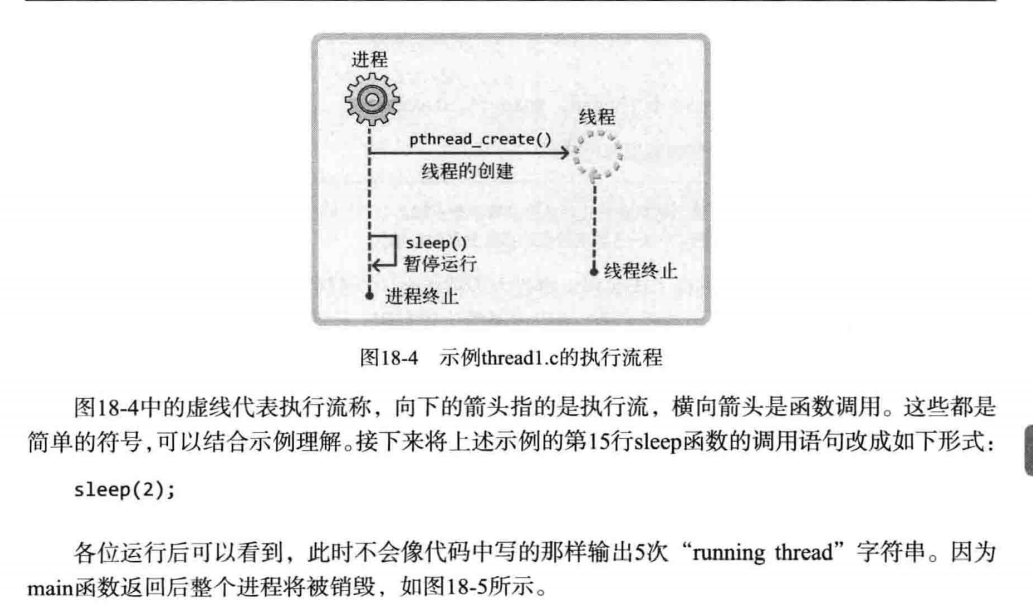 进程
线程
pthread_create()
线程的创建
sleep()
暂停运行
线程终止
进程终止
图18-4 示例thread1.c的执行流程
图18-4中的虚线代表执行流称，向下的箭头指的是执行流，横向箭头是函数调用。这些都是
简单的符号，可以结合示例理解。接下来将上述示例的第15行sleep函数的调用语句改成如下形式：
sleep(2);
各位运行后可以看到，此时不会像代码中写的那样输出5次“running thread”字符串。因为
main函数返回后整个进程将被销毁，如图18-5所示。